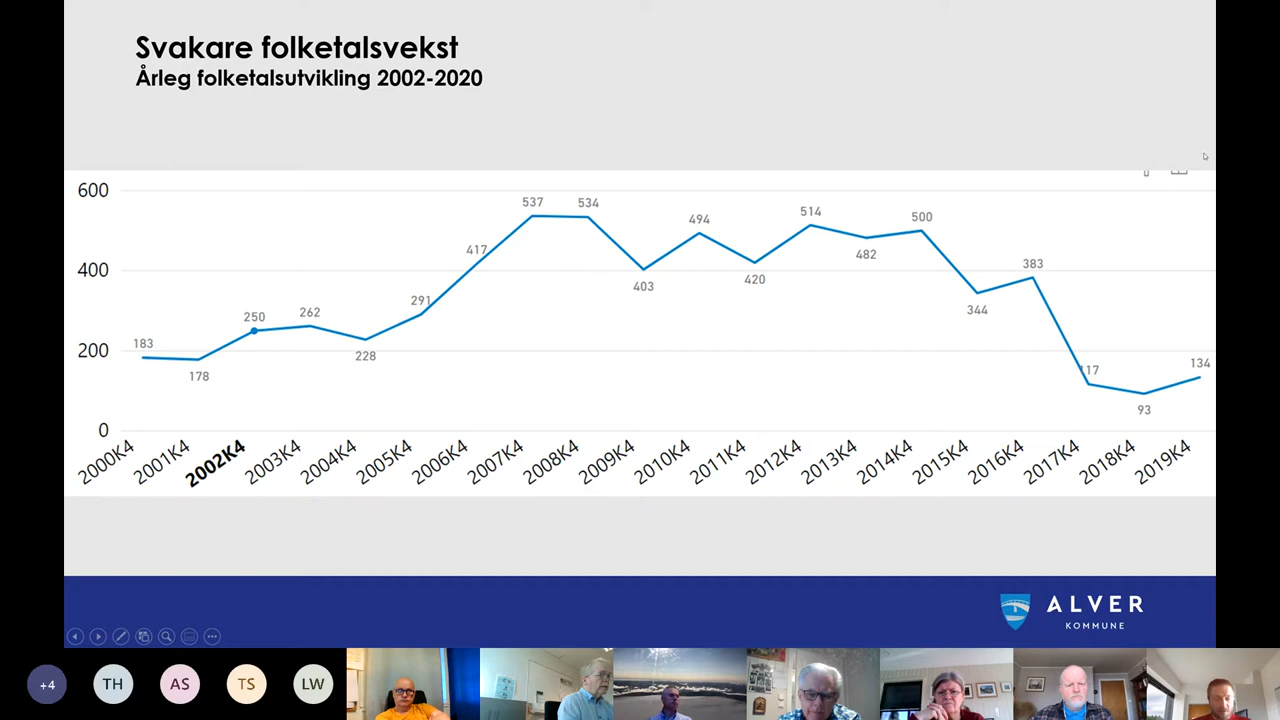 Svakare folketalsvekst
Årleg folketalsutvikling 2002-2020
600
400
200
0
183
178
250
262
228
291
417
537
534
403
494
420
514
482
500
344
383
117
93
134
2000K4
2001K4
2002K4
2003K4
2004K4
2005K4
2006K4
2007K4
2008K4
2009K4
2010K4
2011K4
2012K4
2013K4
2014K4
2015K4
2016K4
2017K4
2018K4
2019K4
ALVER
KOMMUNE
+4
TH
AS
TS
LW